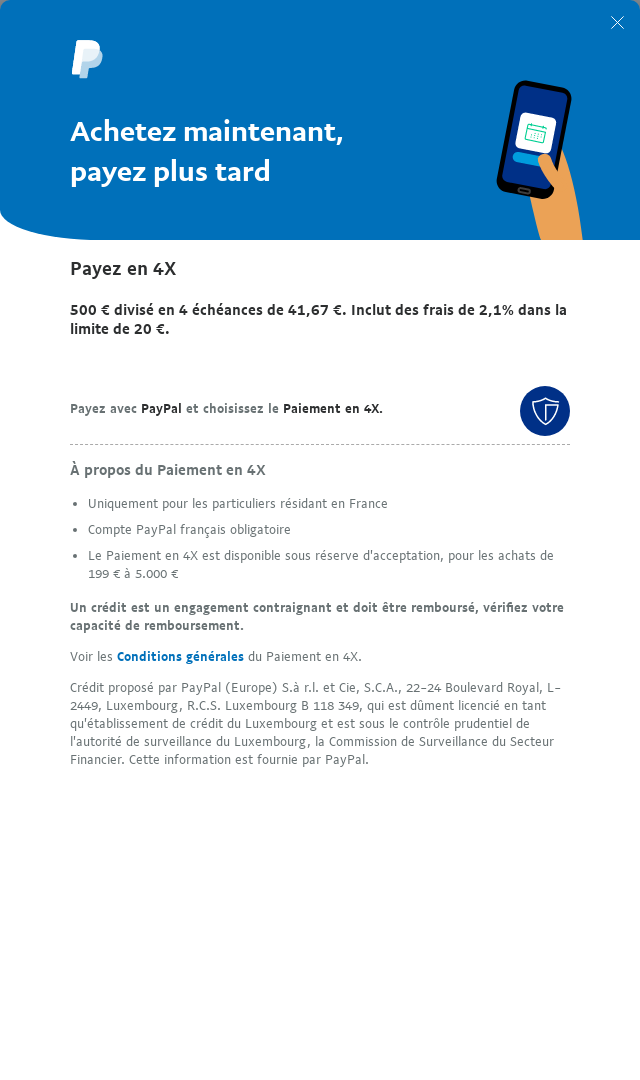 Achetez maintenant,
payez plus tard
Payez en 4X
500 € divisé en 4 échéances de 41,67 €. Inclut des frais de 2,1% dans la
limite de 20 €.
Payez avec PayPal et choisissez le Paiement en 4X.
À propos du Paiement en 4X
• Uniquement pour les particuliers résidant en France
• Compte PayPal français obligatoire
• Le Paiement en 4X est disponible sous réserve d'acceptation, pour les achats de
199 € à 5.000 €
Un crédit est un engagement contraignant et doit être remboursé, vérifiez votre
capacité de remboursement.
Voir les Conditions générales du Paiement en 4X.
Crédit proposé par PayPal (Europe) S.à r.l. et Cie, S.C.A., 22–24 Boulevard Royal, L–
2449, Luxembourg, R.C.S. Luxembourg B 118 349, qui est dûment licencié en tant
qu'établissement de crédit du Luxembourg et est sous le contrôle prudentiel de
l'autorité de surveillance du Luxembourg, la Commission de Surveillance du Secteur
Financier. Cette information est fournie par PayPal.